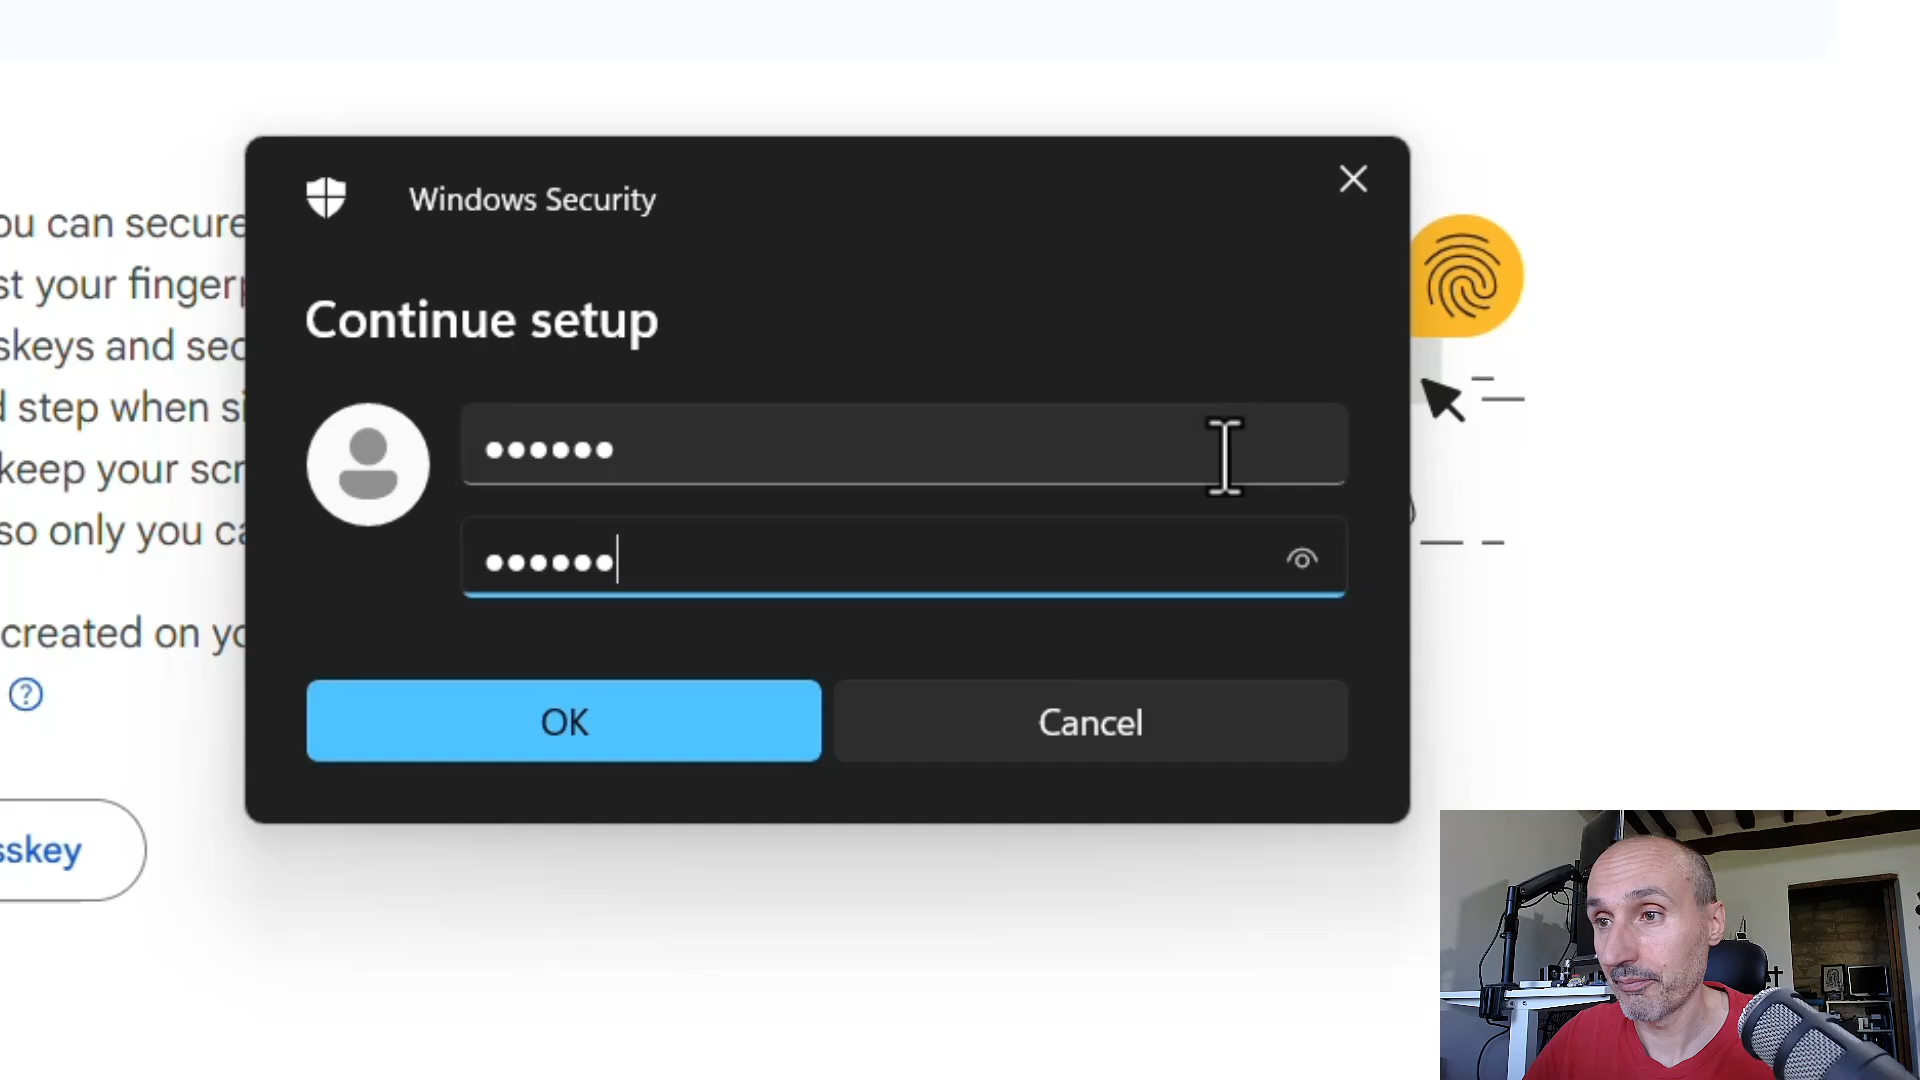 Windows Security
ou can secure
st your finger
Continue setup
skeys and sec
●●●●●●
step when si
keep your scr
so only you ca
●●●●●●
created on yo
?
OK
Cancel
sskey